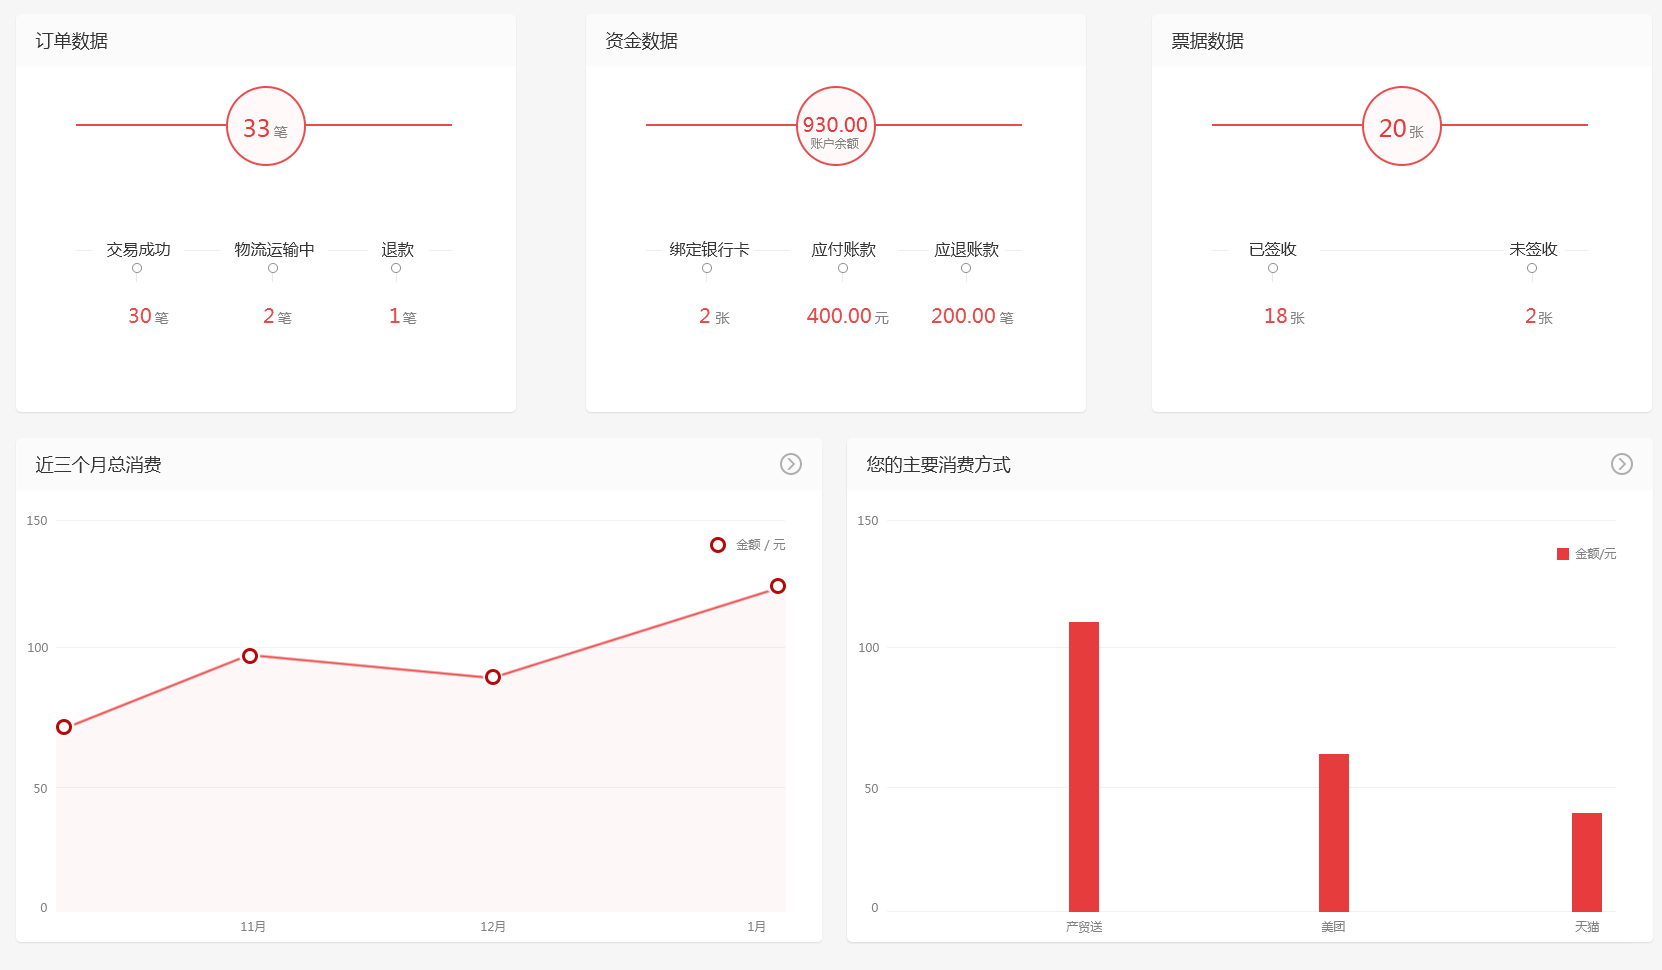 订单数据
33 笔
交易成功 物流运输中 退款
30 笔 2 笔 1 笔
资金数据
930.00
账户余额
绑定银行卡 应付账款 应退账款
2 张 400.00 元 200.00 笔
票据数据
20 张
已签收 未签收
18 张 2 张
近三个月总消费
金额 / 元
150
100
50
0
11月 12月 1月
您的主要消费方式
金额/元
150
100
50
0
产贸送 美团 天猫